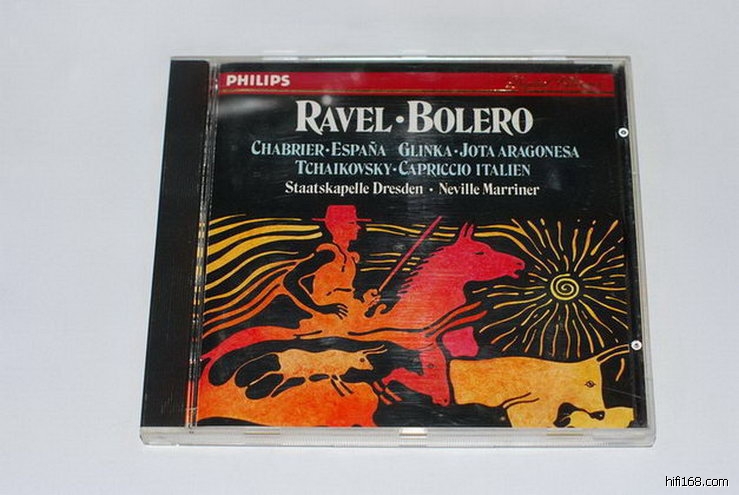 PHILIPS
RAVEL·BOLERO
CHABRIER·ESPAÑA GLINKA·JOTA ARAGONESA
TCHAIKOVSKY·CAPRICCIO ITALIEN
Staatskapelle Dresden · Neville Marriner
hifi168.com